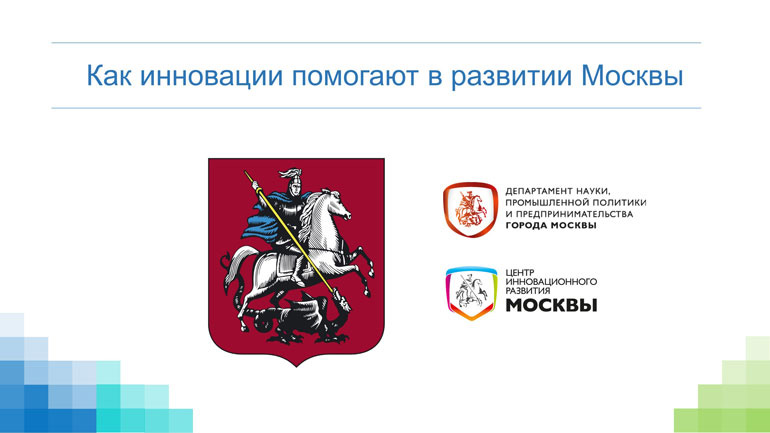 Как инновации помогают в развитии Москвы
ДЕПАРТАМЕНТ НАУКИ,
ПРОМЫШЛЕННОЙ ПОЛИТИКИ
И ПРЕДПРИНИМАТЕЛЬСТВА
ГОРОДА МОСКВЫ
ЦЕНТР
ИННОВАЦИОННОГО
РАЗВИТИЯ
МОСКВЫ